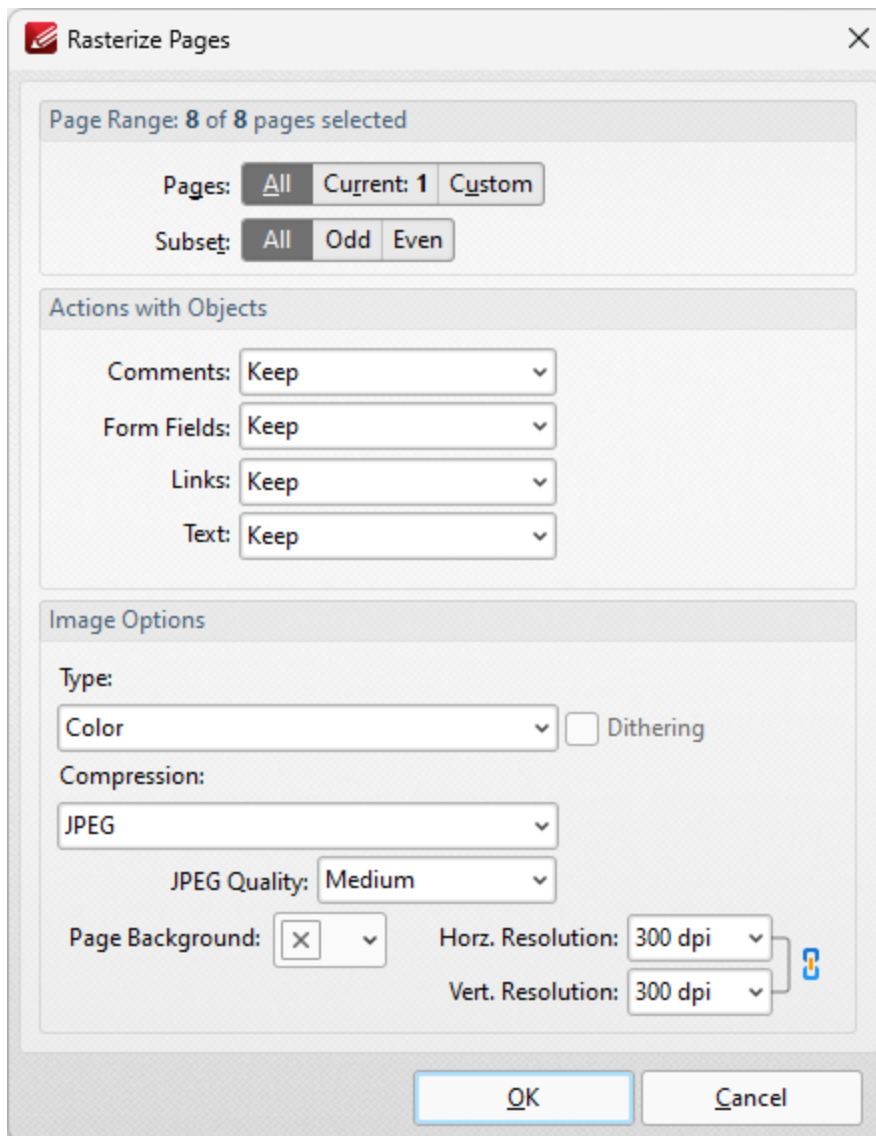 Rasterize Pages
Page Range: 8 of 8 pages selected
Pages: All Current: 1 Custom
Subset: All Odd Even
Actions with Objects
Comments: Keep
Form Fields: Keep
Links: Keep
Text: Keep
Image Options
Type:
Color Dithering
Compression:
JPEG
JPEG Quality: Medium
Page Background: Horz. Resolution: 300 dpi
Vert. Resolution: 300 dpi
OK Cancel